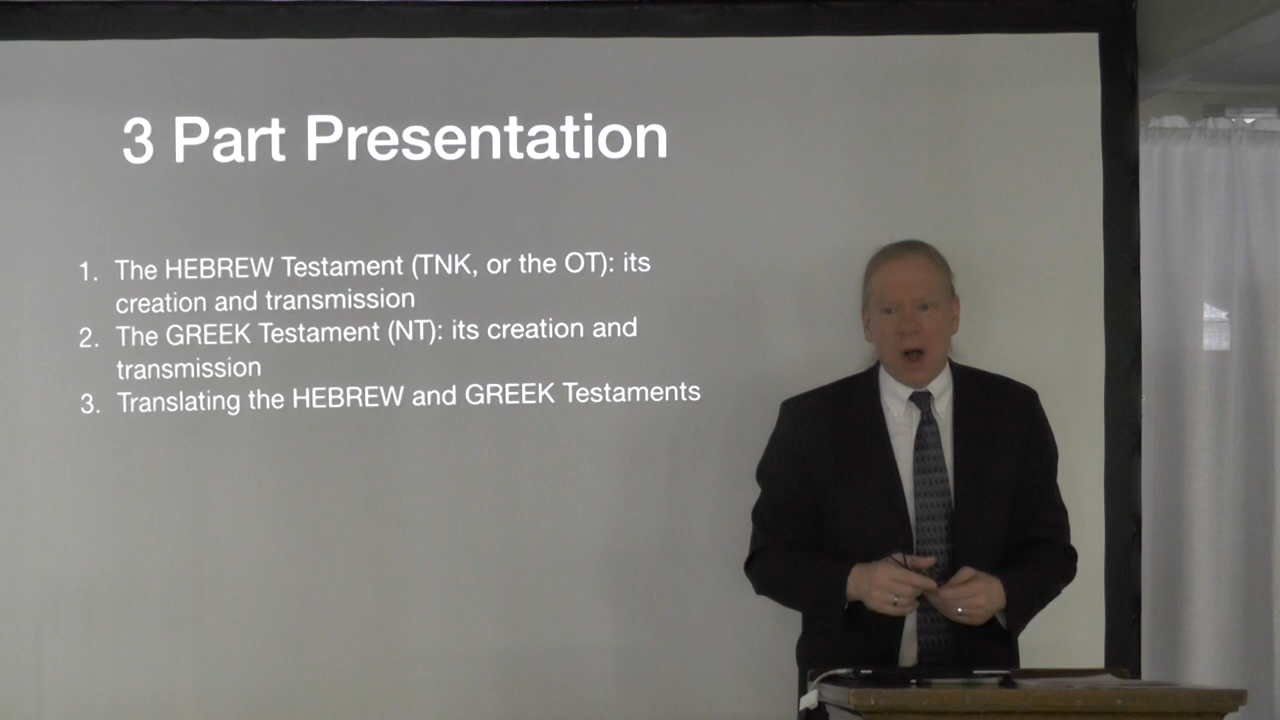 3 Part Presentation
1. The HEBREW Testament (TNK, or the OT): its
creation and transmission
2. The GREEK Testament (NT): its creation and
transmission
3. Translating the HEBREW and GREEK Testaments